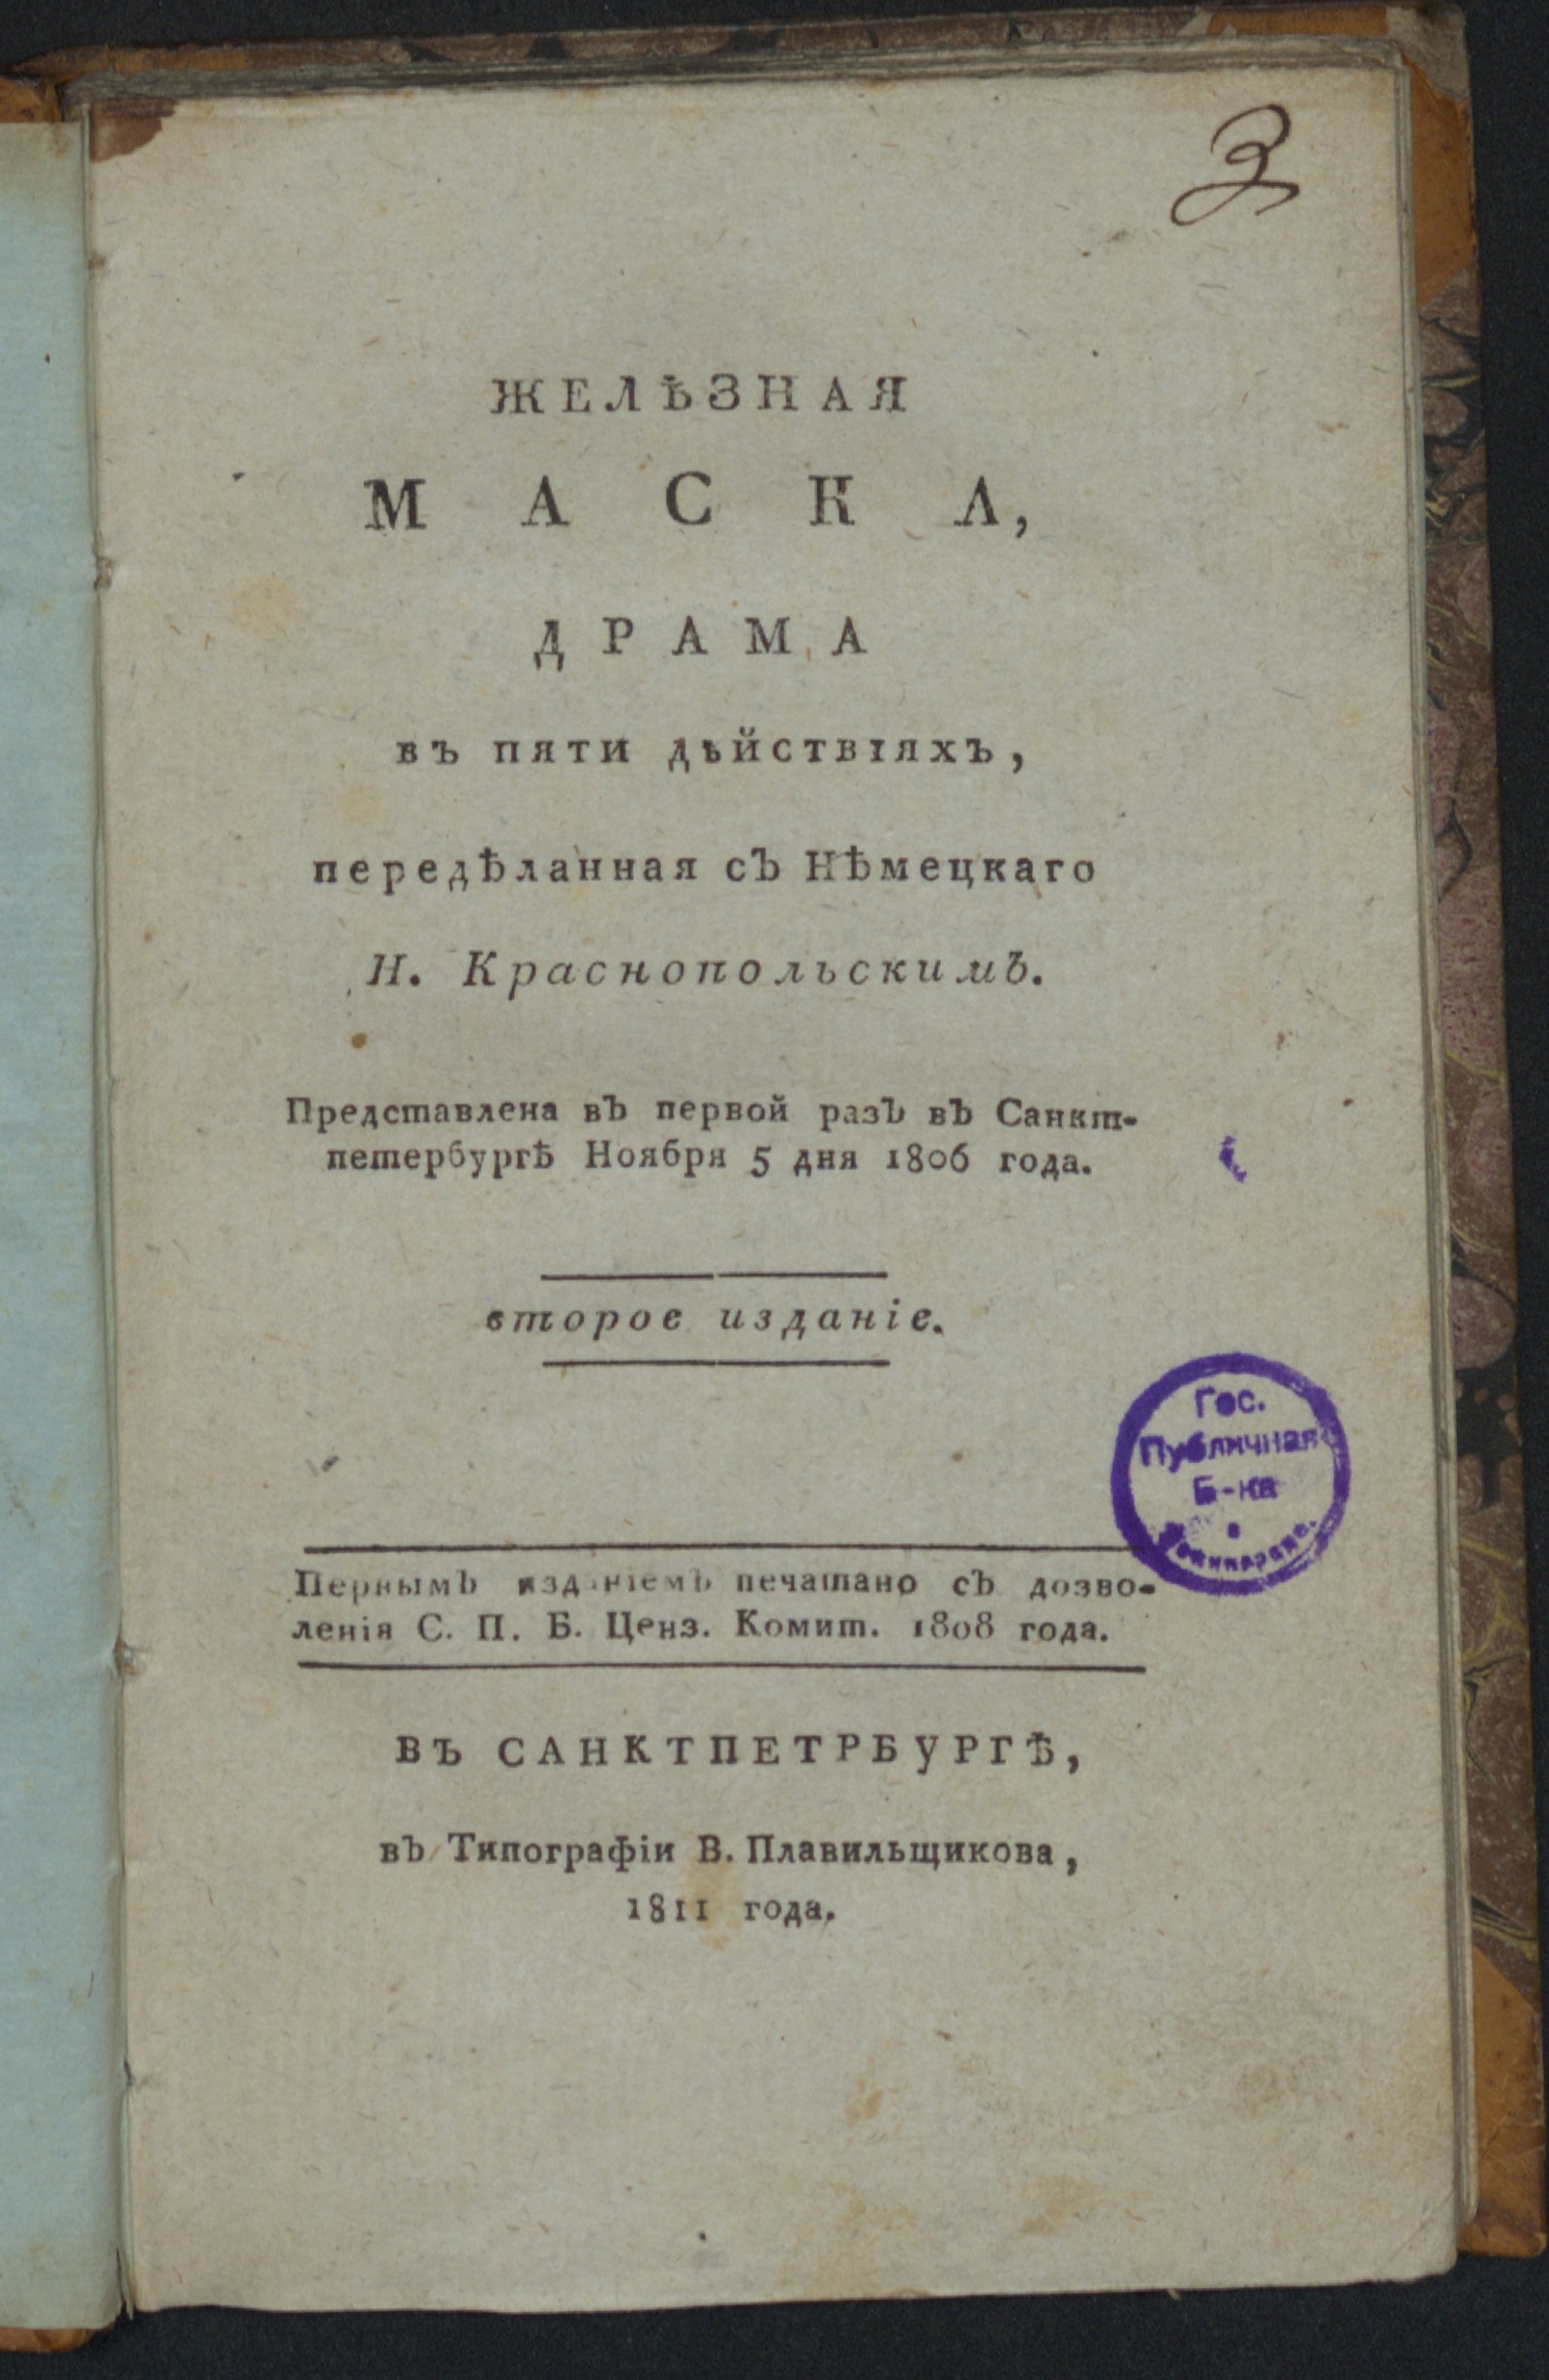 3
ЖЕЛѢЗНАЯ
МАСКА,
ДРАМА
въ пяти дѣйствіяхъ,
передѣланная съ Нѣмецкаго
Н. Краснопольскимъ.
Представлена въ первой разъ въ Санкт-
петербургѣ Ноября 5 дня 1806 года.
второе изданіе.
Гос.
Публичная
Б-ка
Первымъ изданіемъ печатано съ дозво-
ленія С. П. Б. Ценз. Комит. 1808 года.
ВЪ САНКТПЕТРБУРГѢ,
въ Типографіи В. Плавильщикова,
1811 года.